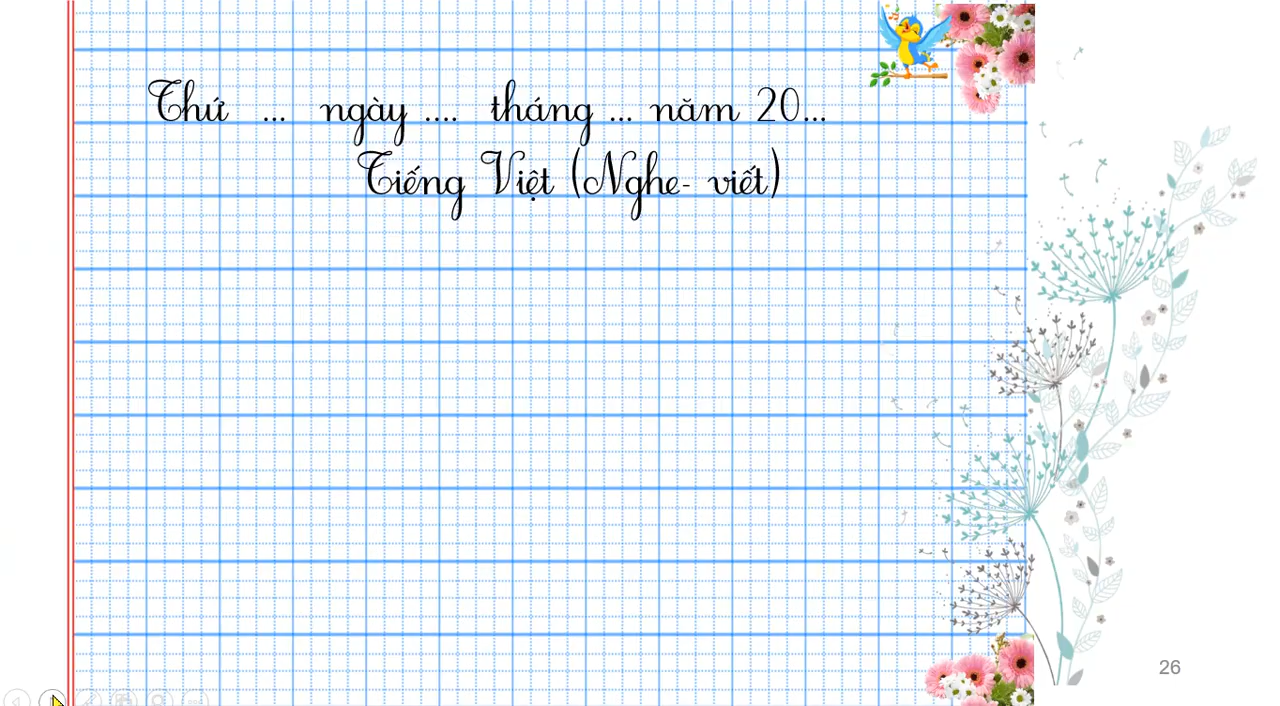 Thứ ... ngày .... tháng ... năm 20...
Tiếng Việt (Nghe- viết)
26